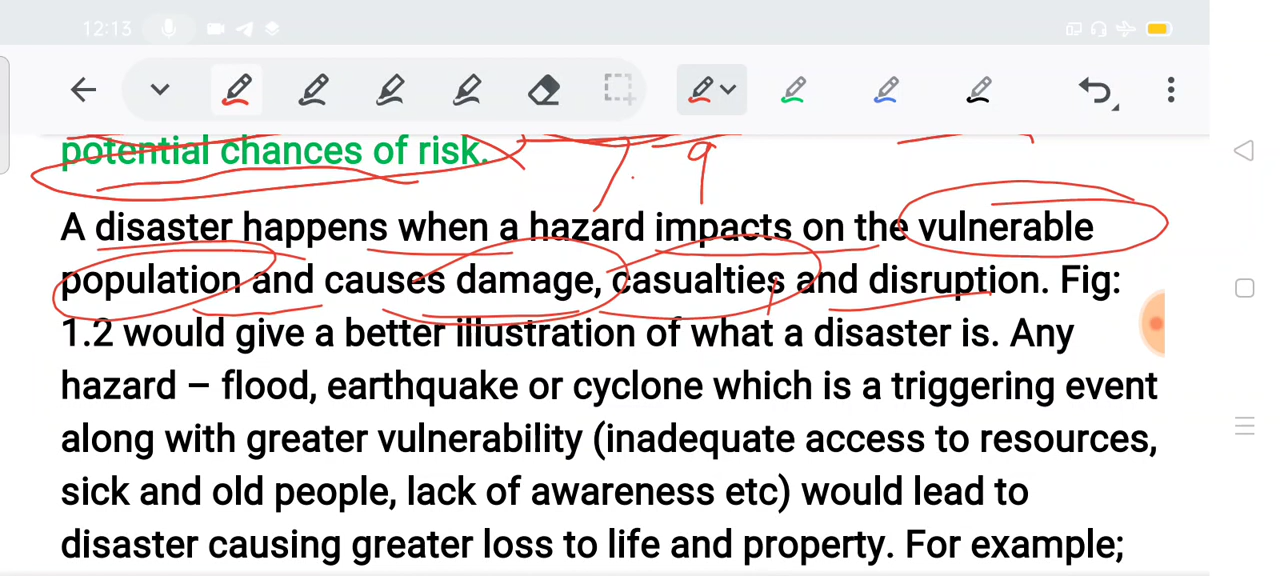 12:13
potential chances of risk.
7.9
A disaster happens when a hazard impacts on the vulnerable
population and causes damage, casualties and disruption. Fig:
1.2 would give a better illustration of what a disaster is. Any
hazard – flood, earthquake or cyclone which is a triggering event
along with greater vulnerability (inadequate access to resources,
sick and old people, lack of awareness etc) would lead to
disaster causing greater loss to life and property. For example;